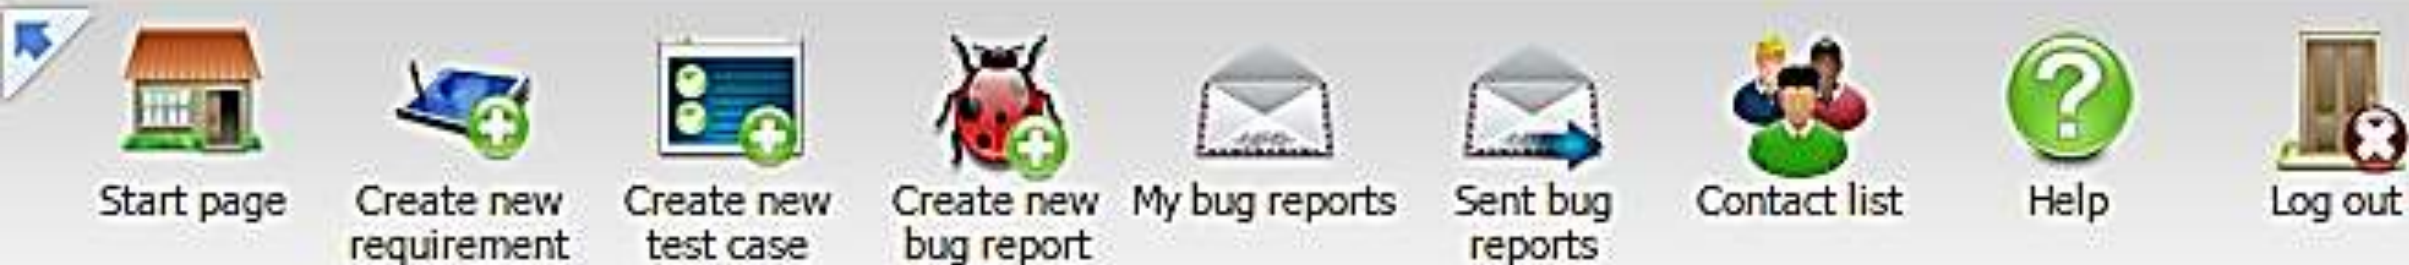 Start page
Create new
requirement
Create new
test case
Create new
bug report
My bug reports
Sent bug
reports
Contact list
Help
Log out